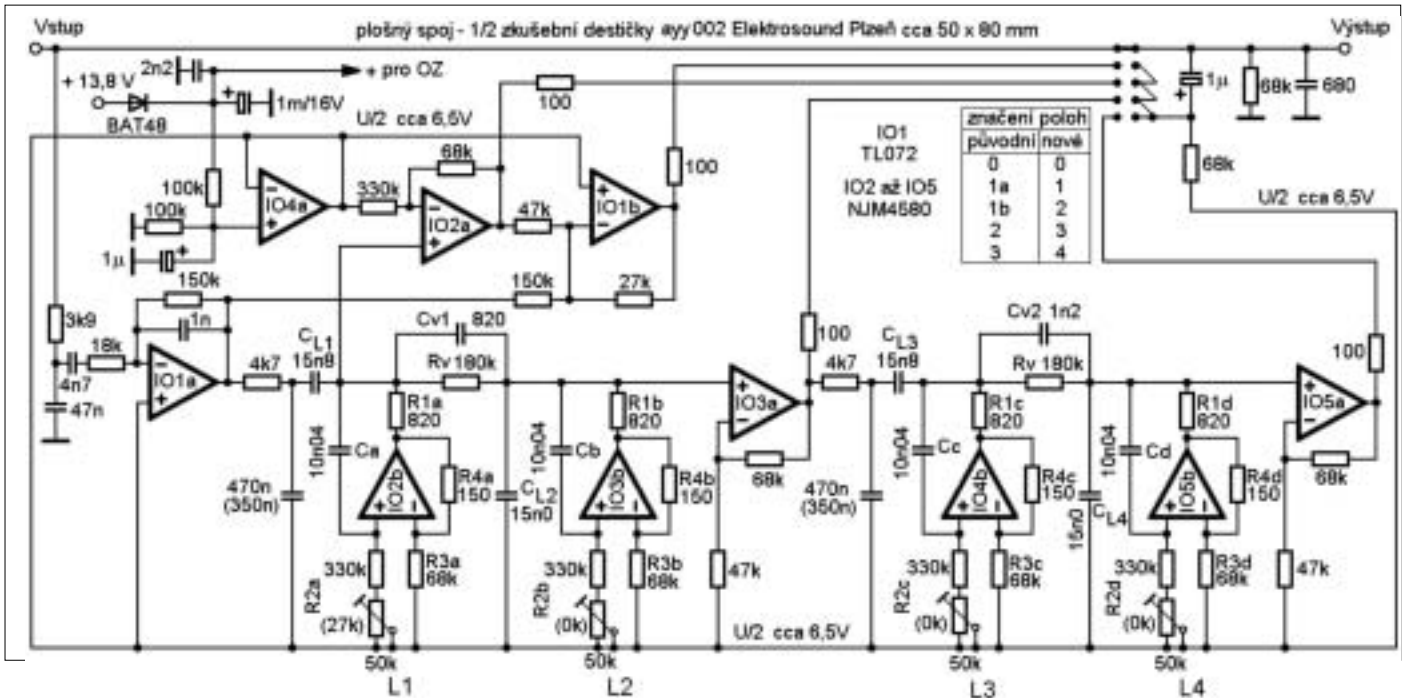 Vstup
plošný spoj - 1/2 zkušební destičky ayy 002 Elektrosound Plzeň cca 50 x 80 mm
Výstup
2n2
+ pro OZ
+ 13,8 V
1m/16V
BAT48
U/2 cca 6,5V
100
1µ
68k
680
IO1
TL072
IO2 až IO5
NJM4580
značení poloh
původní nové
0 0
1a 1
1b 2
2 3
3 4
68k
U/2 cca 6,5V
100k
100k
1µ
IO4a
330k
68k
IO2a
47k
IO1b
100
150k
27k
150k
1n
3k9
18k
4n7
47n
IO1a
4k7
CL1
15n8
Cv1 820
Rv 180k
R1a
820
10n04
Ca
IO2b
R4a
150
470n
(350n)
330k
R3a
68k
R2a
(27k)
50k
L1
CL2
15n0
R1b
820
10n04
Cb
IO3b
R4b
150
330k
R3b
68k
R2b
(0k)
50k
L2
IO3a
68k
47k
100
U/2 cca 6,5V
4k7
CL3
15n8
Cv2 1n2
Rv 180k
R1c
820
10n04
Cc
IO4b
R4c
150
470n
(350n)
330k
R3c
68k
R2c
(0k)
50k
L3
15n0
CL4
R1d
820
10n04
Cd
IO5b
R4d
150
330k
R3d
68k
R2d
(0k)
50k
L4
IO5a
68k
47k
100